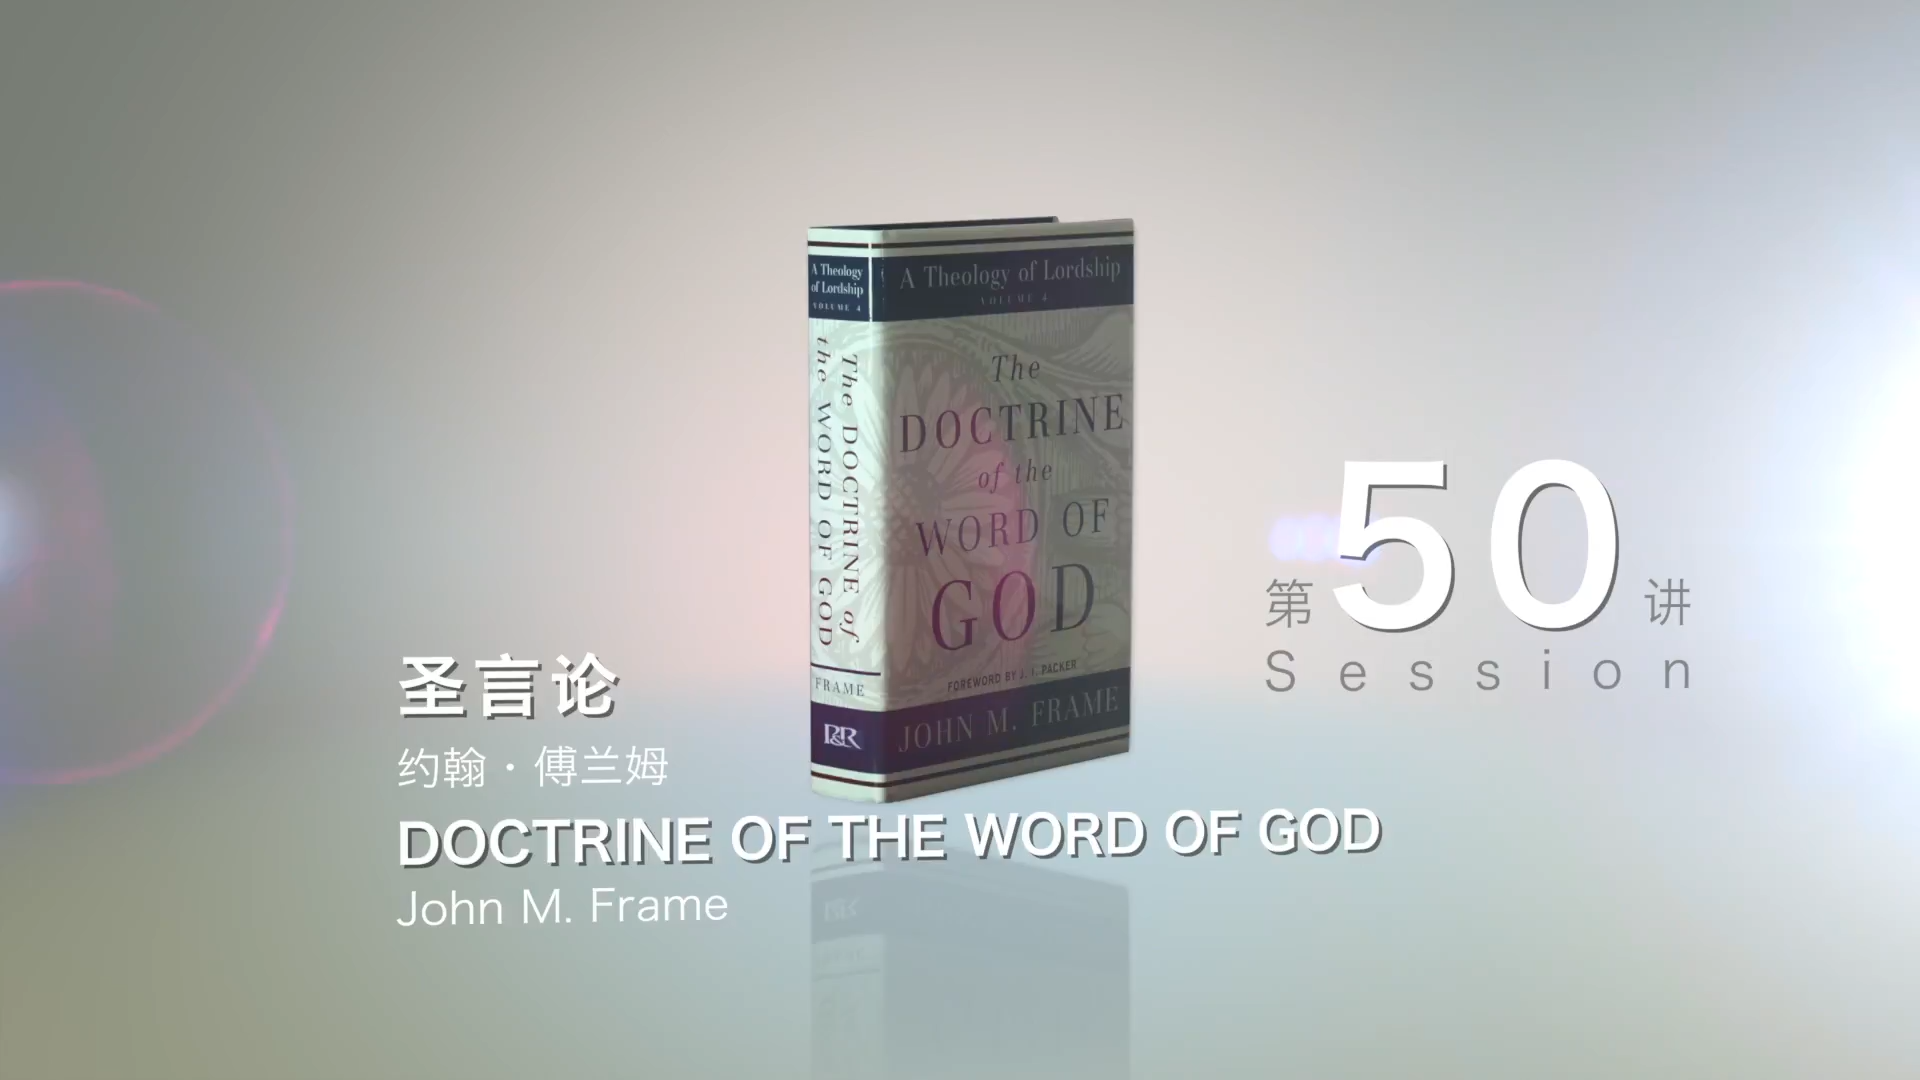 A Theology
of Lordship
VOLUME 4
The DOCTRINE of
the WORD OF GOD
FRAME
P&R
A Theology of Lordship
VOLUME 4
The
DOCTRINE
of the
WORD OF
GOD
FOREWORD BY J. I. PACKER
JOHN M. FRAME
第50讲
Session
圣言论
约翰·傅兰姆
DOCTRINE OF THE WORD OF GOD
John M. Frame